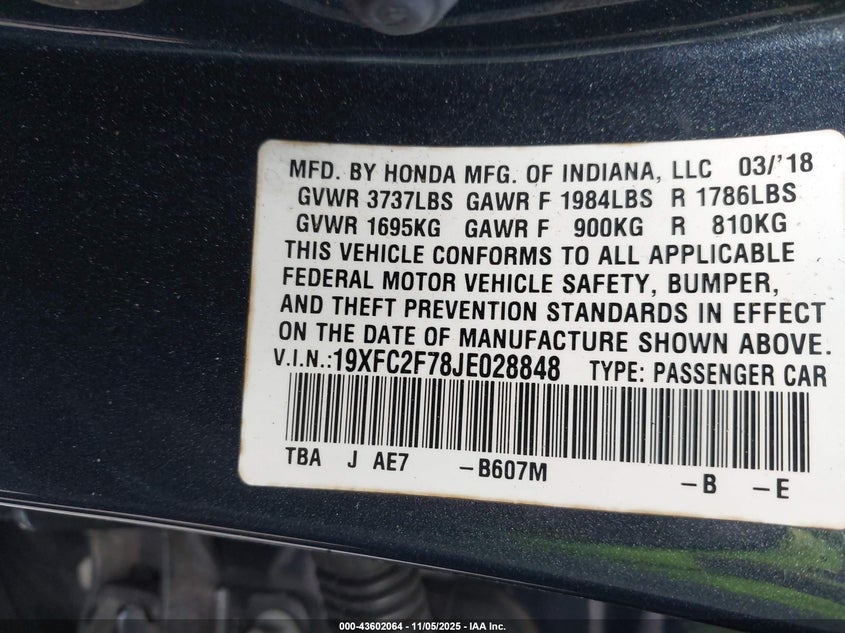 MFD. BY HONDA MFG. OF INDIANA, LLC 03/'18
GVWR 3737LBS GAWR F 1984LBS R 1786LBS
GVWR 1695KG GAWR F 900KG R 810KG
THIS VEHICLE CONFORMS TO ALL APPLICABLE
FEDERAL MOTOR VEHICLE SAFETY, BUMPER,
AND THEFT PREVENTION STANDARDS IN EFFECT
ON THE DATE OF MANUFACTURE SHOWN ABOVE.
V.I.N.:19XFC2F78JE028848 TYPE: PASSENGER CAR
TBA J AE7 -B607M -B -E
000-43602064 - 11/05/2025 - IAA Inc.